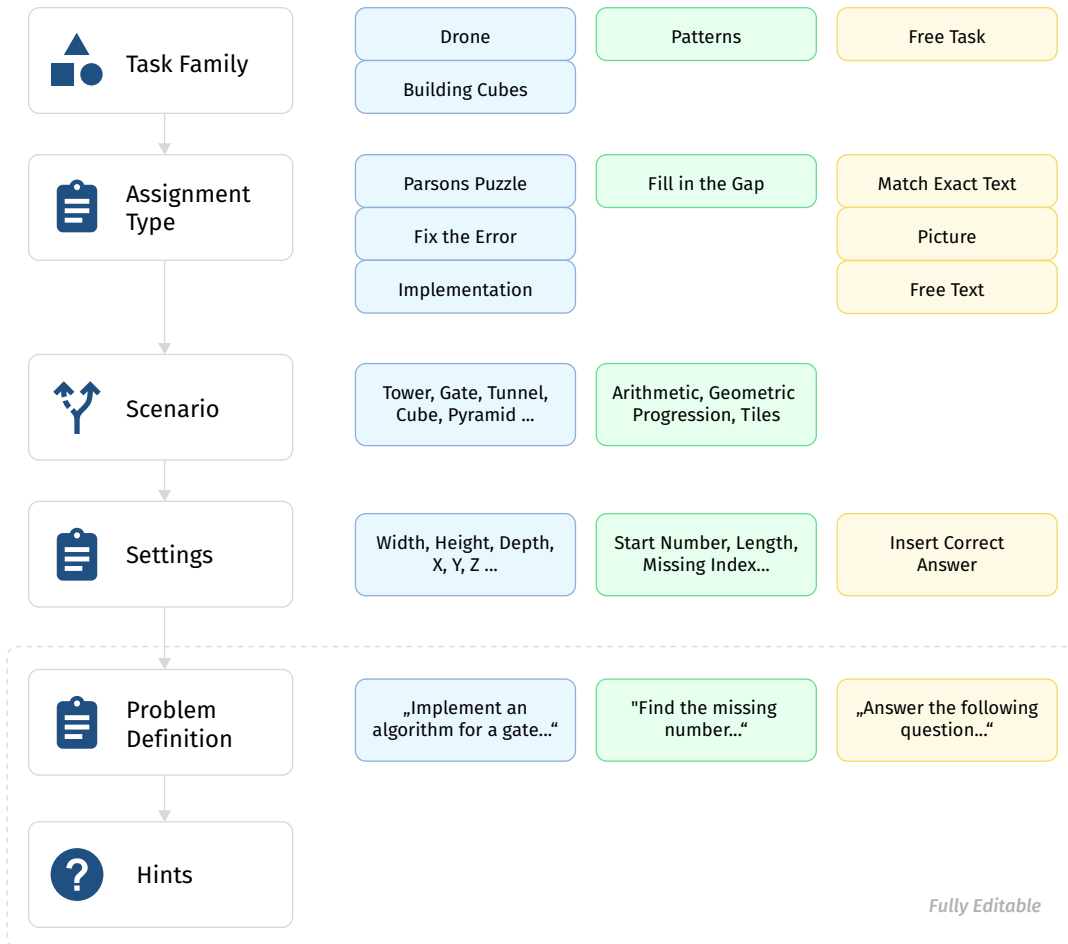 Task Family
Drone
Patterns
Free Task
Building Cubes
Assignment
Type
Parsons Puzzle
Fill in the Gap
Match Exact Text
Fix the Error
Picture
Implementation
Free Text
Scenario
Tower, Gate, Tunnel,
Cube, Pyramid ...
Arithmetic, Geometric
Progression, Tiles
Settings
Width, Height, Depth,
X, Y, Z ...
Start Number, Length,
Missing Index...
Insert Correct
Answer
Problem
Definition
„Implement an
algorithm for a gate...“
"Find the missing
number...“
„Answer the following
question...“
Hints
Fully Editable